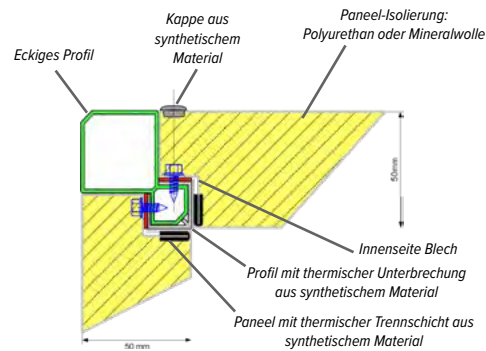 Paneel-Isolierung:
Polyurethan oder Mineralwolle
Kappe aus
synthetischem
Material
Eckiges Profil
50mm
Innenseite Blech
Profil mit thermischer Unterbrechung
aus synthetischem Material
Paneel mit thermischer Trennschicht aus
synthetischem Material
50 mm